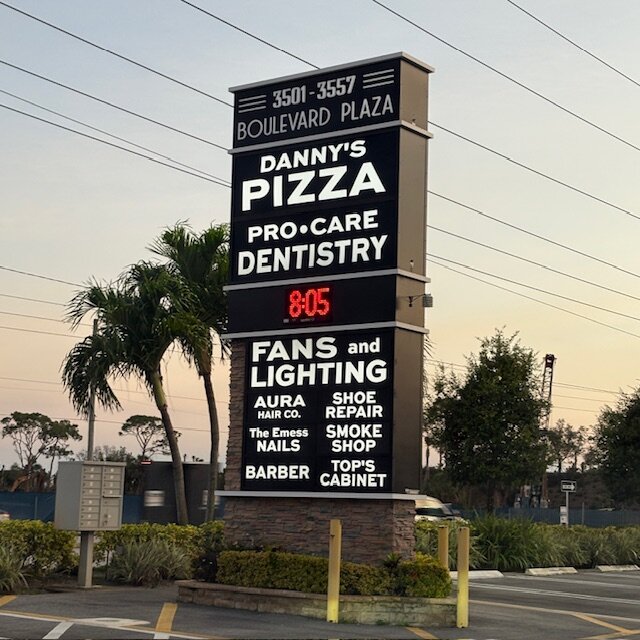 3501 - 3557
BOULEVARD PLAZA
DANNY'S
PIZZA
PRO•CARE
DENTISTRY
8:05
FANS and
LIGHTING
AURA
HAIR CO.
SHOE
REPAIR
The Emess
NAILS
SMOKE
SHOP
BARBER
TOP'S
CABINET